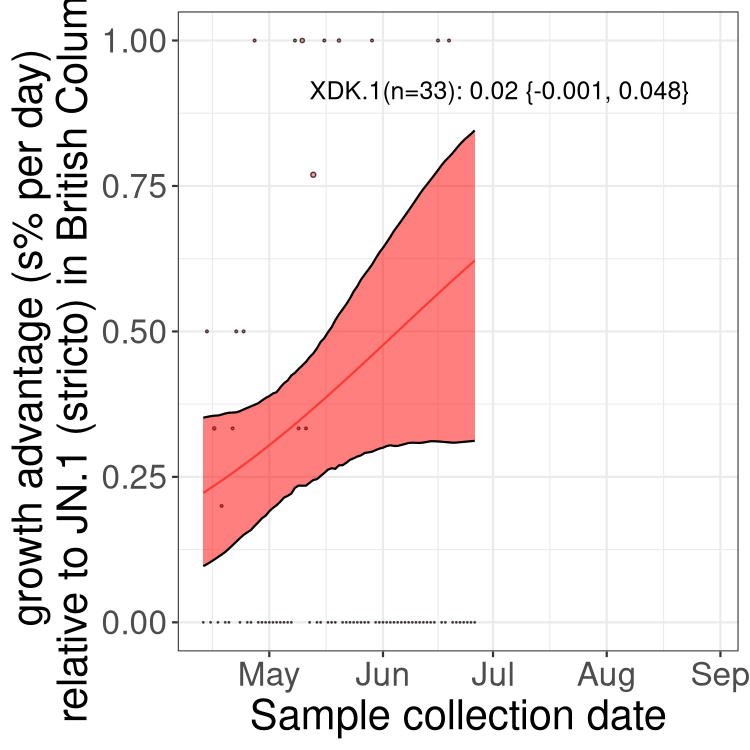 growth advantage (s% per day)
relative to JN.1 (stricto) in British Colum
1.00
0.75
0.50
0.25
0.00
XDK.1(n=33): 0.02 {-0.001, 0.048}
May Jun Jul Aug Sep
Sample collection date